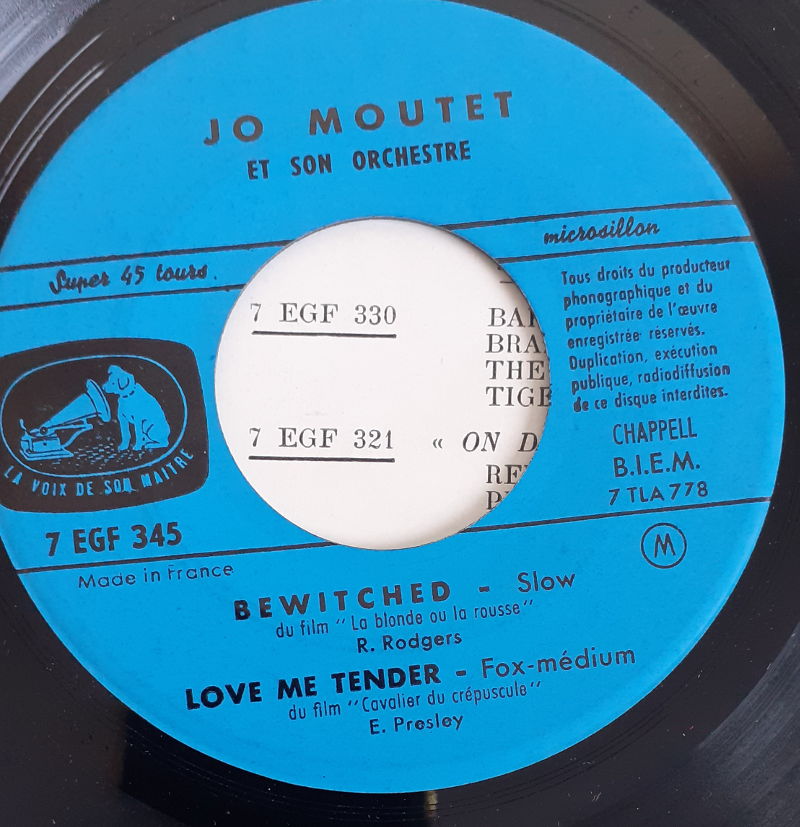 JO MOUTET
ET SON ORCHESTRE
Super 45 tours.
microsillon
Tous droits du producteur
phonographique et du
propriétaire de l'œuvre
enregistrée réservés.
Duplication, exécution
publique, radiodiffusion
de ce disque interdites.
CHAPPELL
B.I.E.M.
7 TLA 778
LA VOIX DE SON MAITRE
7 EGF 345
Made in France
M
7 EGF 330
BRA
THE
TIGE
7 EGF 321 « ON D
BEWITCHED - Slow
du film "La blonde ou la rousse"
R. Rodgers
LOVE ME TENDER - Fox-médium
du film "Cavalier du crépuscule"
E. Presley